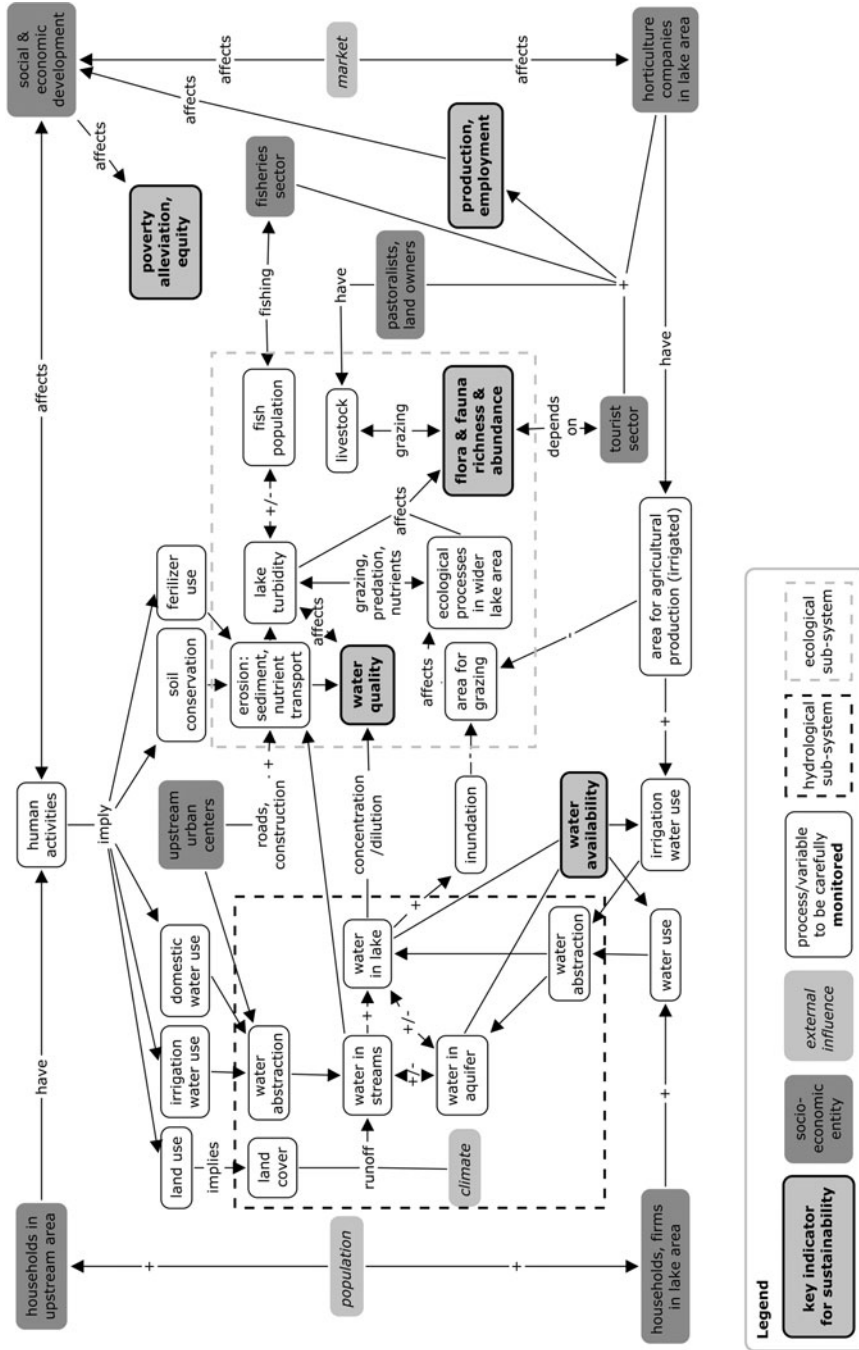 households in
upstream area
have
human
activities
affects
social &
economic
development
imply
affects
affects
affects
poverty
alleviation,
equity
market
affects
land use
irrigation
water use
domestic
water use
upstream
urban
centers
soil
conservation
ferilizer
use
implies
roads,
construction
+
+
population
+
land
cover
water
abstraction
erosion:
sediment,
nutrient
transport
lake
turbidity
+/-
fish
population
fishing
fisheries
sector
runoff
affects
climate
water in
streams
+
water
in lake
concentration
/dilution
water
quality
grazing,
predation,
nutrients
livestock
have
pastoralists,
land owners
+/-
+/-
grazing
affects
water in
aquifer
+
inundation
-
area for
grazing
affects
ecological
processes
in wider
lake area
flora & fauna
richness &
abundance
production,
employment
water
abstraction
water
availability
-
depends
on
+
water use
irrigation
water use
+
area for agricultural
production (irrigated)
tourist
sector
have
+
households, firms
in lake area
horticulture
companies
in lake area
Legend
key indicator
for sustainability
socio-
economic
entity
external
influence
process/variable
to be carefully
monitored
hydrological
sub-system
ecological
sub-system